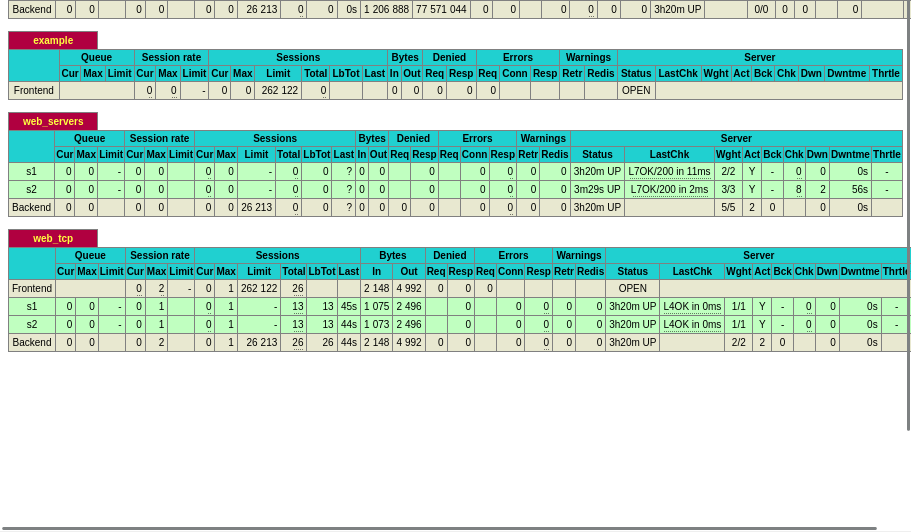 Backend 0 0 0 0 0 0 26 213 0 0 0s 1 206 888 77 571 044 0 0 0 0 0 0 3h20m UP 0/0 0 0 0
example
Queue Session rate Sessions Bytes Denied Errors Warnings Server
Cur Max Limit Cur Max Limit Cur Max Limit Total LbTot Last In Out Req Resp Req Conn Resp Retr Redis Status LastChk Wght Act Bck Chk Dwn Dwntme Thrtle
Frontend 0 0 - 0 0 262 122 0 0 0 0 0 0 OPEN
web_servers
Queue Session rate Sessions Bytes Denied Errors Warnings Server
Cur Max Limit Cur Max Limit Cur Max Limit Total LbTot Last In Out Req Resp Req Conn Resp Retr Redis Status LastChk Wght Act Bck Chk Dwn Dwntme Thrtle
s1 0 0 - 0 0 0 0 - 0 0 ? 0 0 0 0 0 0 0 3h20m UP L7OK/200 in 11ms 2/2 Y - 0 0 0s -
s2 0 0 - 0 0 0 0 - 0 0 ? 0 0 0 0 0 0 0 3m29s UP L7OK/200 in 2ms 3/3 Y - 8 2 56s -
Backend 0 0 0 0 0 0 26 213 0 0 ? 0 0 0 0 0 0 0 0 3h20m UP 5/5 2 0 0 0s
web_tcp
Queue Session rate Sessions Bytes Denied Errors Warnings Server
Cur Max Limit Cur Max Limit Cur Max Limit Total LbTot Last In Out Req Resp Req Conn Resp Retr Redis Status LastChk Wght Act Bck Chk Dwn Dwntme Thrtle
Frontend 0 2 - 0 1 262 122 26 2 148 4 992 0 0 0 OPEN
s1 0 0 - 0 1 0 1 - 13 13 45s 1 075 2 496 0 0 0 0 0 3h20m UP L4OK in 0ms 1/1 Y - 0 0 0s -
s2 0 0 - 0 1 0 1 - 13 13 44s 1 073 2 496 0 0 0 0 0 3h20m UP L4OK in 0ms 1/1 Y - 0 0 0s -
Backend 0 0 0 2 0 1 26 213 26 26 44s 2 148 4 992 0 0 0 0 0 0 3h20m UP 2/2 2 0 0 0s